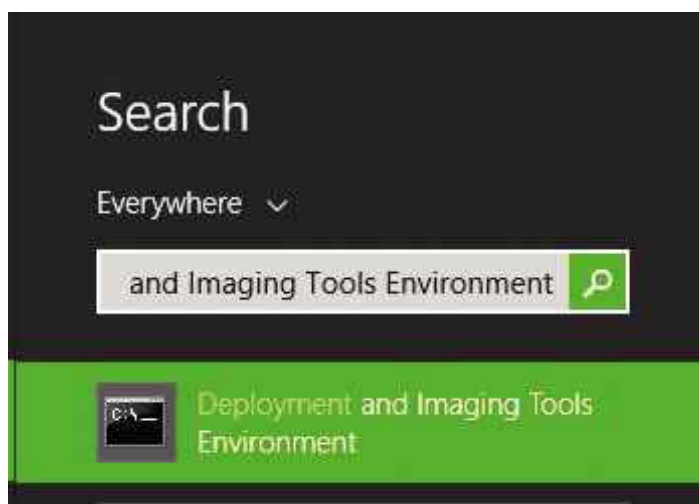 Search
Everywhere
and Imaging Tools Environment
C:\_
Deployment and Imaging Tools
Environment